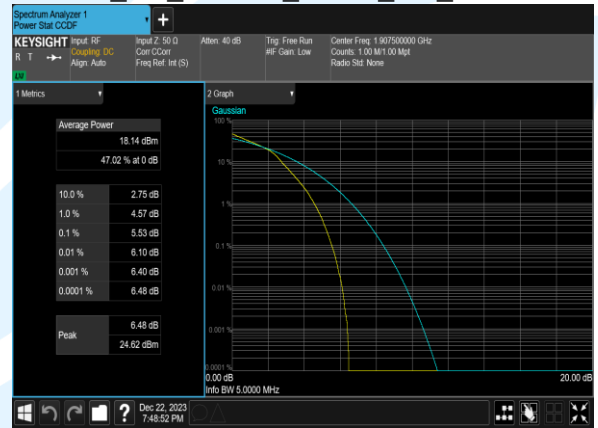 Spectrum Analyzer 1
Power Stat CCDF
KEYSIGHT
R T
Input: RF
Coupling: DC
Align: Auto
Input Z: 50 Ω
Corr CCorr
Freq Ref: Int (S)
Atten: 40 dB
Trig: Free Run
#IF Gain: Low
Center Freq: 1.907500000 GHz
Counts: 1.00 M/1.00 Mpt
Radio Std: None
1 Metrics
Average Power
18.14 dBm
47.02 % at 0 dB
10.0 % 2.75 dB
1.0 % 4.57 dB
0.1 % 5.53 dB
0.01 % 6.10 dB
0.001 % 6.40 dB
0.0001 % 6.48 dB
Peak
6.48 dB
24.62 dBm
2 Graph
Gaussian
100 %
10 %
1 %
0.1 %
0.01 %
0.001 %
0.0001 %
0.00 dB
20.00 dB
Info BW 5.0000 MHz
?
Dec 22, 2023
7:48:52 PM